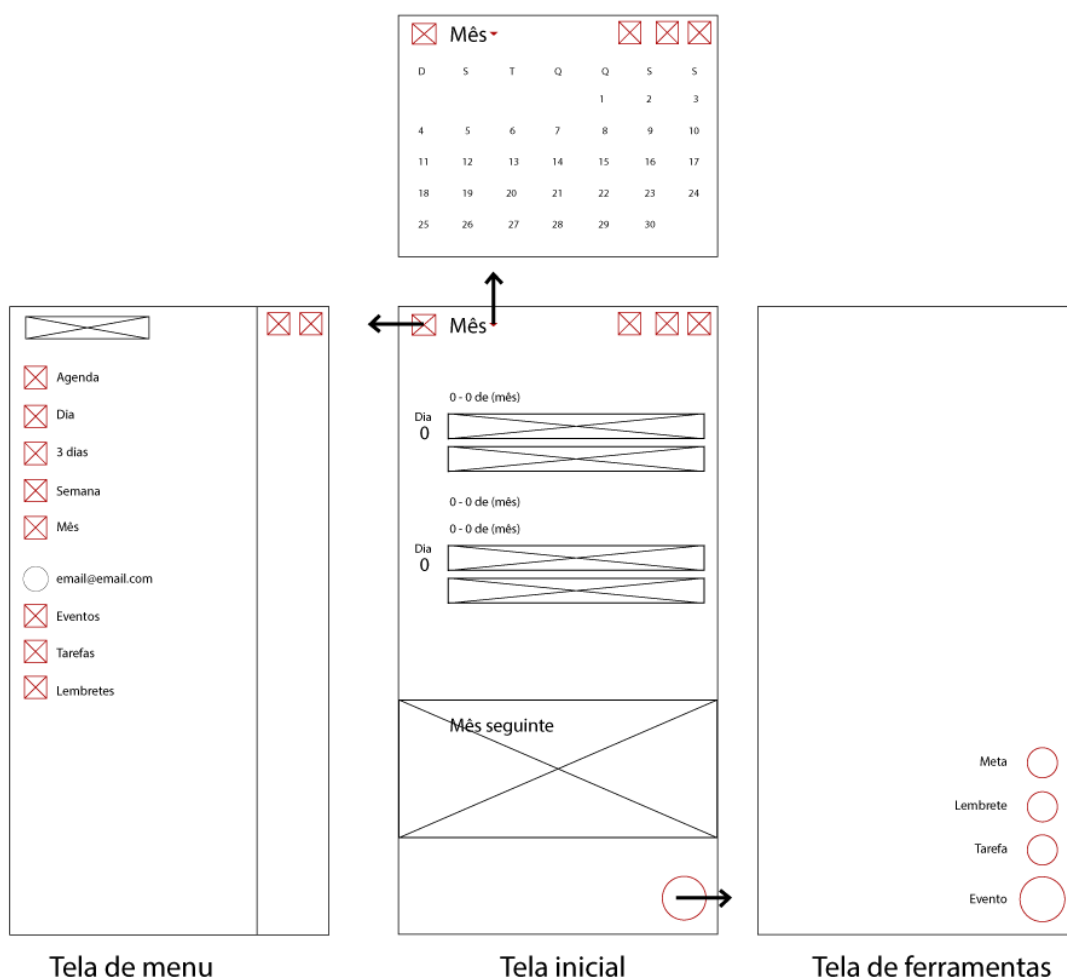 Mês
D S T Q Q S S
1 2 3
4 5 6 7 8 9 10
11 12 13 14 15 16 17
18 19 20 21 22 23 24
25 26 27 28 29 30
Agenda
Dia
3 dias
Semana
Mês
email@email.com
Eventos
Tarefas
Lembretes
Tela de menu
Mês
0 - 0 de (mês)
Dia
0
0 - 0 de (mês)
0 - 0 de (mês)
Dia
0
Mês seguinte
Tela inicial
Meta
Lembrete
Tarefa
Evento
Tela de ferramentas